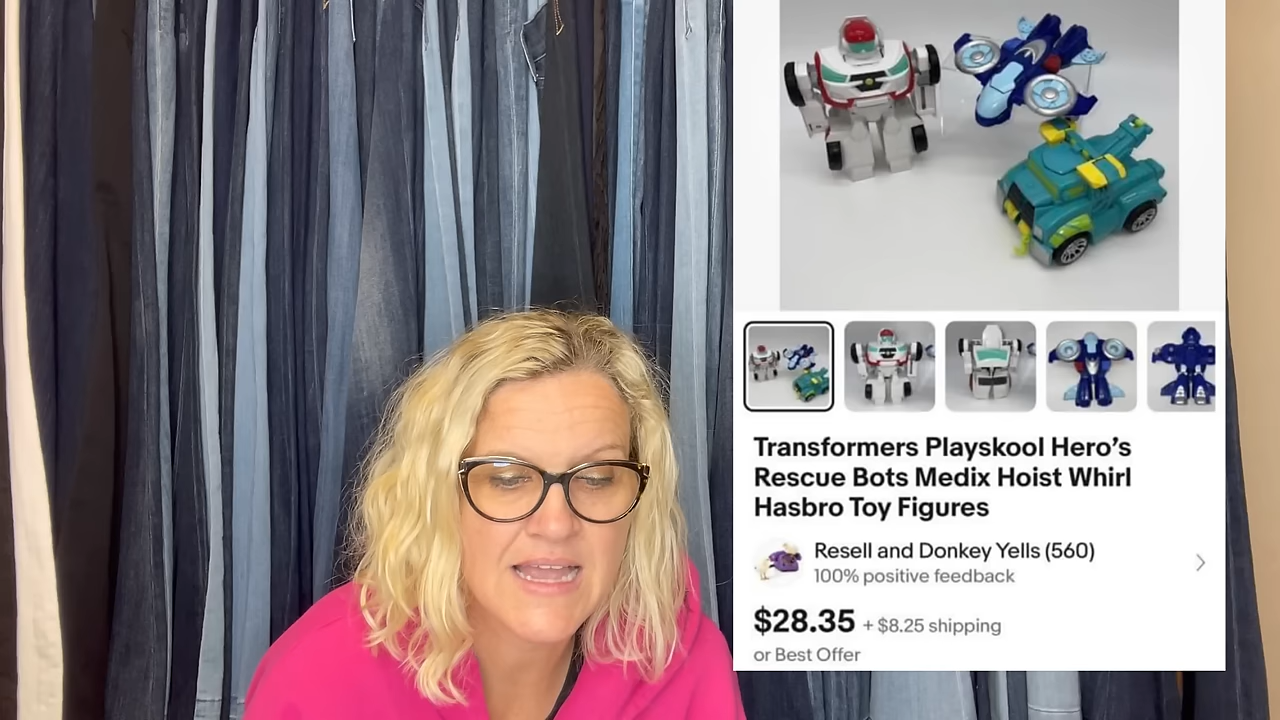 Transformers Playskool Hero’s
Rescue Bots Medix Hoist Whirl
Hasbro Toy Figures
Resell and Donkey Yells (560)
100% positive feedback
$28.35 + $8.25 shipping
or Best Offer